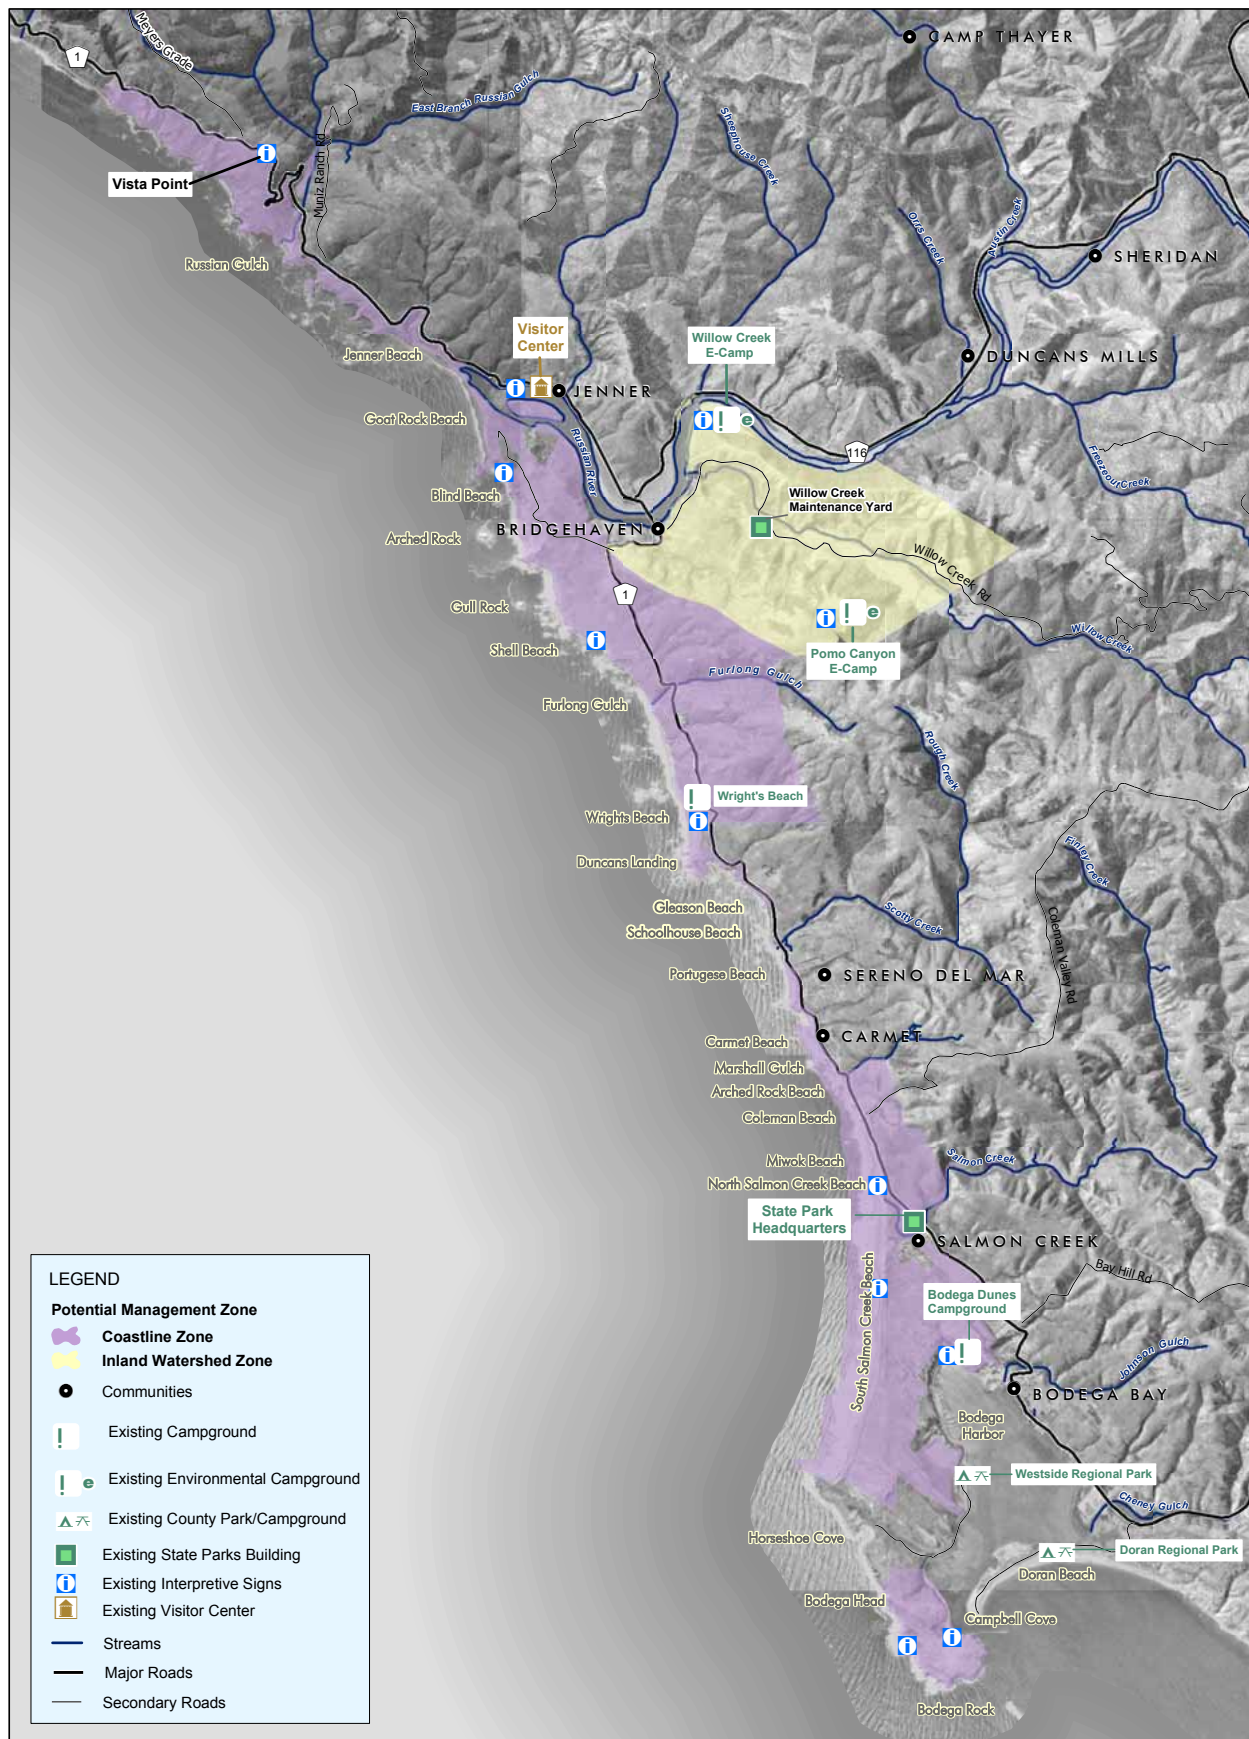 CAMP THAYER
1
Meyers Grade
East Branch Russian Gulch
Sheephouse Creek
Muniz Ranch Rd
Vista Point
Orrs Creek
Austin Creek
SHERIDAN
Russian Gulch
Visitor
Center
Willow Creek
E-Camp
Jenner Beach
DUNCANS MILLS
JENNER
e
Goat Rock Beach
Russian River
116
Freezeout Creek
Blind Beach
Willow Creek
Maintenance Yard
BRIDGEHAVEN
Arched Rock
Willow Creek Rd
1
Gull Rock
e
Shell Beach
Pomo Canyon
E-Camp
Willow Creek
Furlong Gulch
Furlong Gulch
Rough Creek
Wright's Beach
Wrights Beach
Duncans Landing
Finley Creek
Gleason Beach
Scotty Creek
Coleman Valley Rd
Schoolhouse Beach
Portugese Beach
SERENO DEL MAR
Carmet Beach
CARMET
Marshall Gulch
Arched Rock Beach
Coleman Beach
Miwok Beach
Salmon Creek
North Salmon Creek Beach
State Park
Headquarters
SALMON CREEK
South Salmon Creek Beach
Bay Hill Rd
Bodega Dunes
Campground
Johnson Gulch
BODEGA BAY
Bodega
Harbor
Westside Regional Park
Cheney Gulch
Horseshoe Cove
Doran Regional Park
Doran Beach
Bodega Head
Campbell Cove
Bodega Rock
LEGEND
Potential Management Zone
Coastline Zone
Inland Watershed Zone
Communities
Existing Campground
e Existing Environmental Campground
Existing County Park/Campground
Existing State Parks Building
Existing Interpretive Signs
Existing Visitor Center
Streams
Major Roads
Secondary Roads